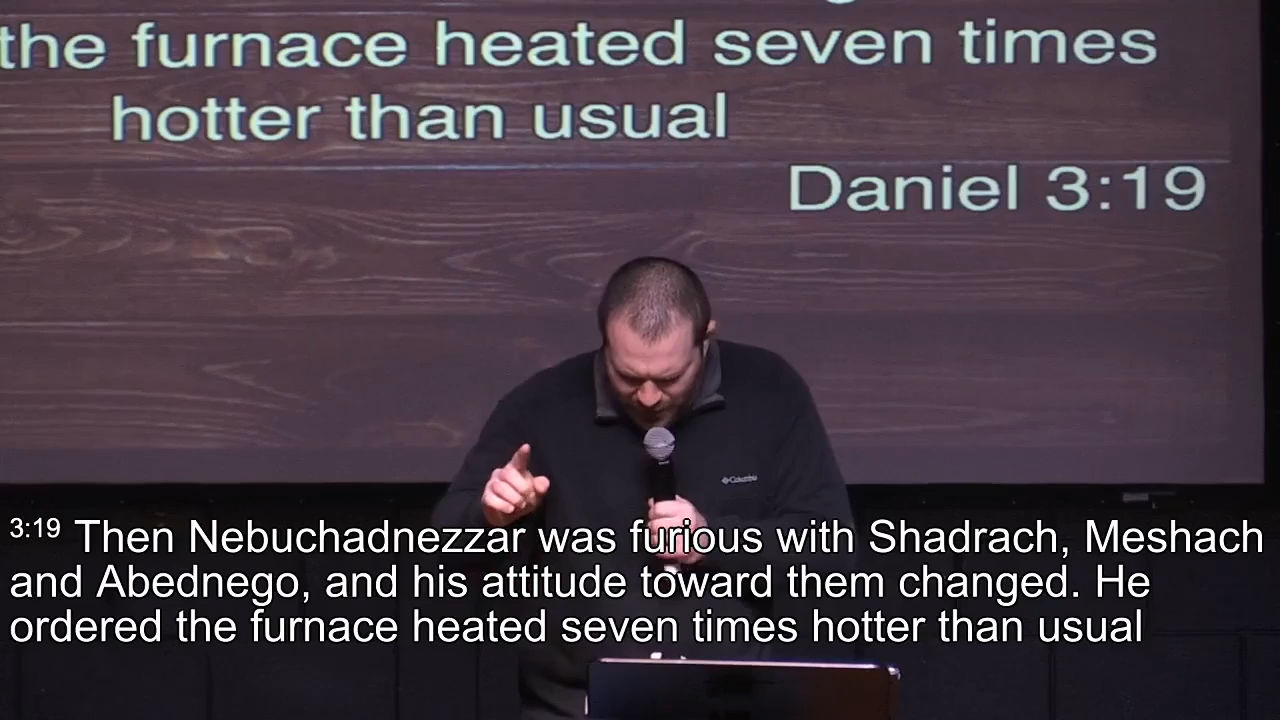 the furnace heated seven times
hotter than usual
Daniel 3:19
Columbia
3:19 Then Nebuchadnezzar was furious with Shadrach, Meshach
and Abednego, and his attitude toward them changed. He
ordered the furnace heated seven times hotter than usual